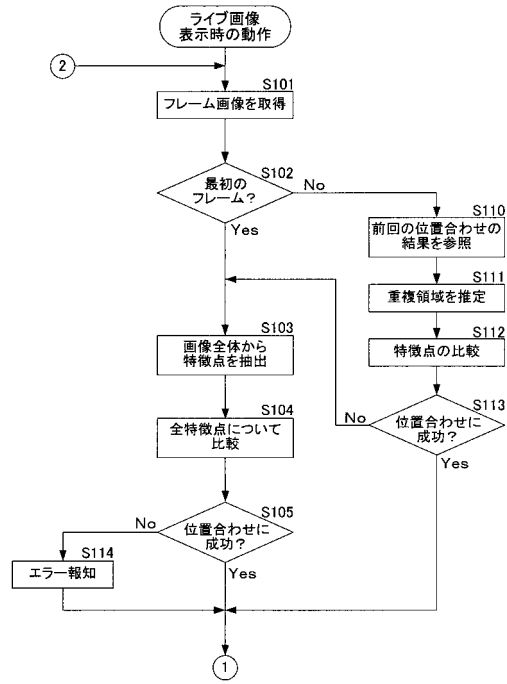 ライブ画像
表示時の動作
2
S101
フレーム画像を取得
S102
最初の
フレーム?
No
Yes
S110
前回の位置合わせの
結果を参照
S111
重複領域を推定
S112
特徴点の比較
S113
位置合わせに
成功?
No
Yes
S103
画像全体から
特徴点を抽出
S104
全特徴点について
比較
S105
位置合わせに
成功?
No
Yes
S114
エラー報知
1